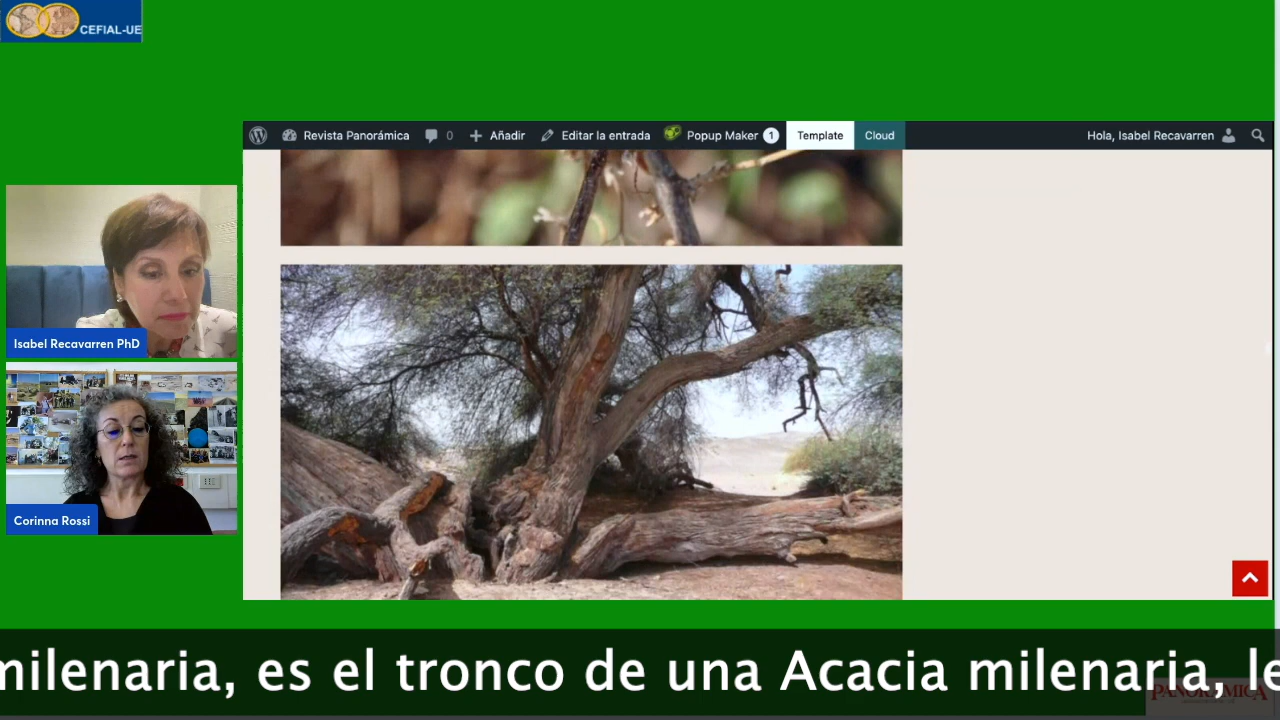 CEFIAL-UE
Revista Panorámica 0 Añadir Editar la entrada Popup Maker 1 Template Cloud Hola, Isabel Recavarren
Isabel Recavarren PhD
Corinna Rossi
milenaria, es el tronco de una Acacia milenaria, le
PANORÁMICA